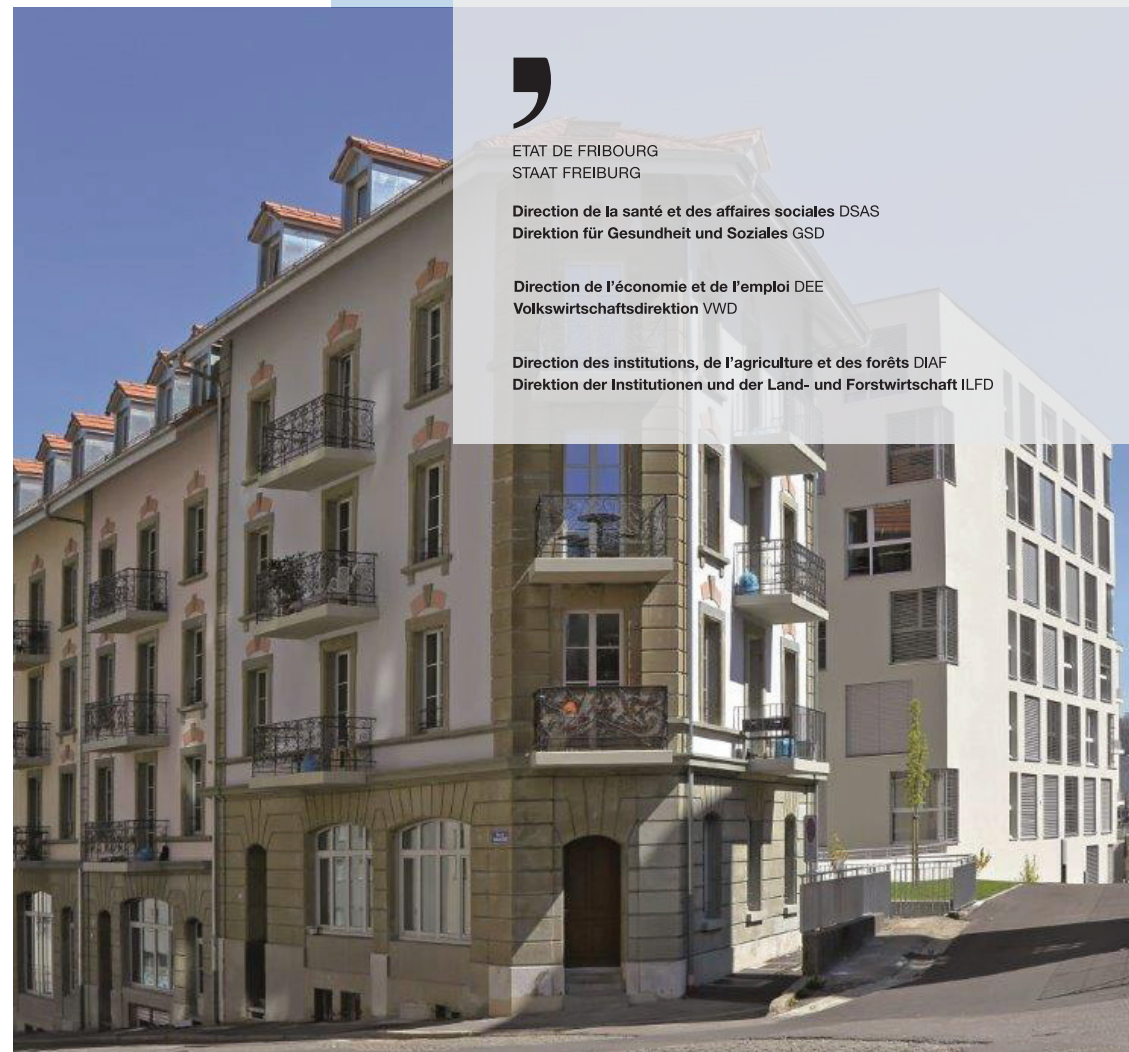 ETAT DE FRIBOURG
STAAT FREIBURG
Direction de la santé et des affaires sociales DSAS
Direktion für Gesundheit und Soziales GSD
Direction de l'économie et de l'emploi DEE
Volkswirtschaftsdirektion VWD
Direction des institutions, de l'agriculture et des forêts DIAF
Direktion der Institutionen und der Land- und Forstwirtschaft ILFD